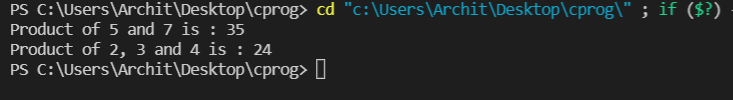 PS C:\Users\Archit\Desktop\cprog> cd "c:\Users\Archit\Desktop\cprog\" ; if ($?)
Product of 5 and 7 is : 35
Product of 2, 3 and 4 is : 24
PS C:\Users\Archit\Desktop\cprog>